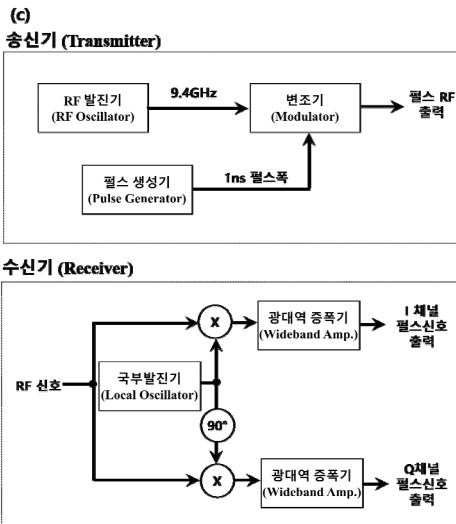 (c)
송신기 (Transmitter)
RF 발진기
(RF Oscillator)
9.4GHz
변조기
(Modulator)
펄스 RF
출력
펄스 생성기
(Pulse Generator)
1ns 펄스폭
수신기 (Receiver)
X
광대역 증폭기
(Wideband Amp.)
I 채널
펄스신호
출력
RF 신호
국부발진기
(Local Oscillator)
90°
X
광대역 증폭기
(Wideband Amp.)
Q채널
펄스신호
출력